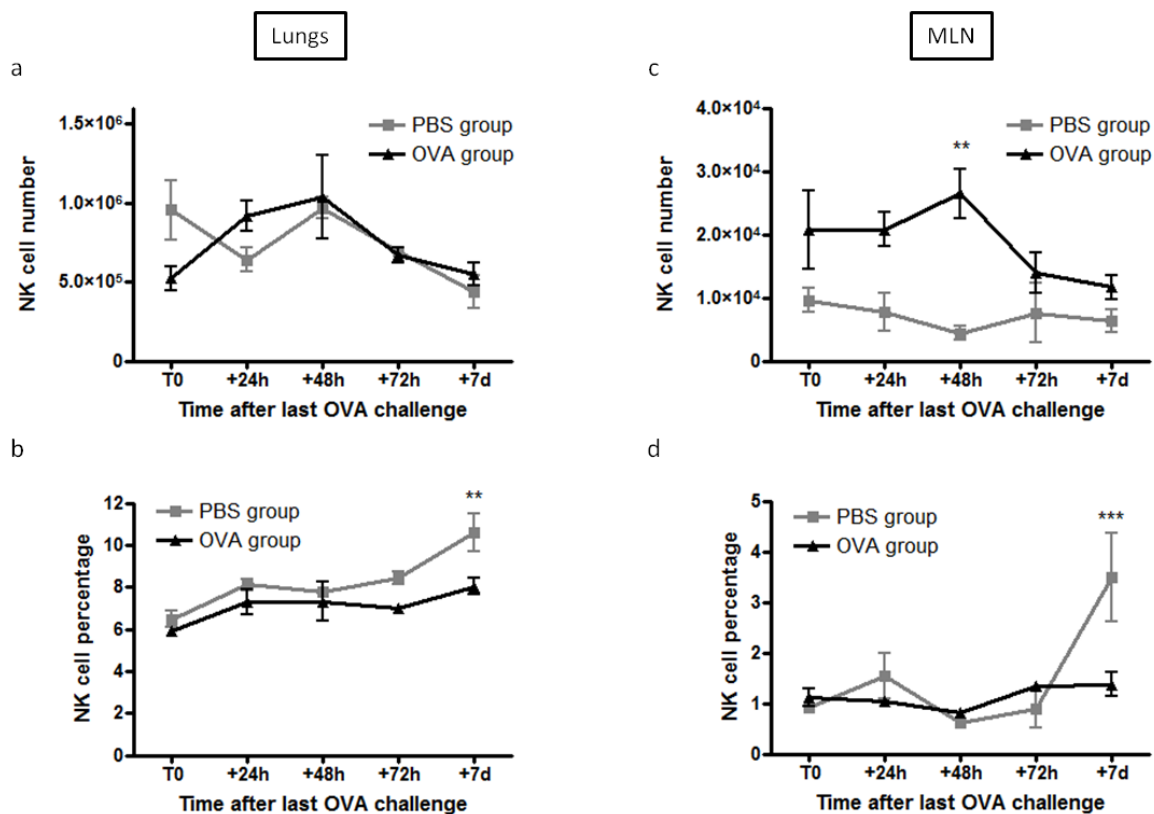 Lungs
a
NK cell number
1.5×10⁶
1.0×10⁶
5.0×10⁵
0
PBS group
OVA group
T0 +24h +48h +72h +7d
Time after last OVA challenge
b
NK cell percentage
12
10
8
6
4
2
0
PBS group
OVA group
**
T0 +24h +48h +72h +7d
Time after last OVA challenge
MLN
c
NK cell number
4.0×10⁴
3.0×10⁴
2.0×10⁴
1.0×10⁴
0
PBS group
OVA group
**
T0 +24h +48h +72h +7d
Time after last OVA challenge
d
NK cell percentage
5
4
3
2
1
0
PBS group
OVA group
***
T0 +24h +48h +72h +7d
Time after last OVA challenge